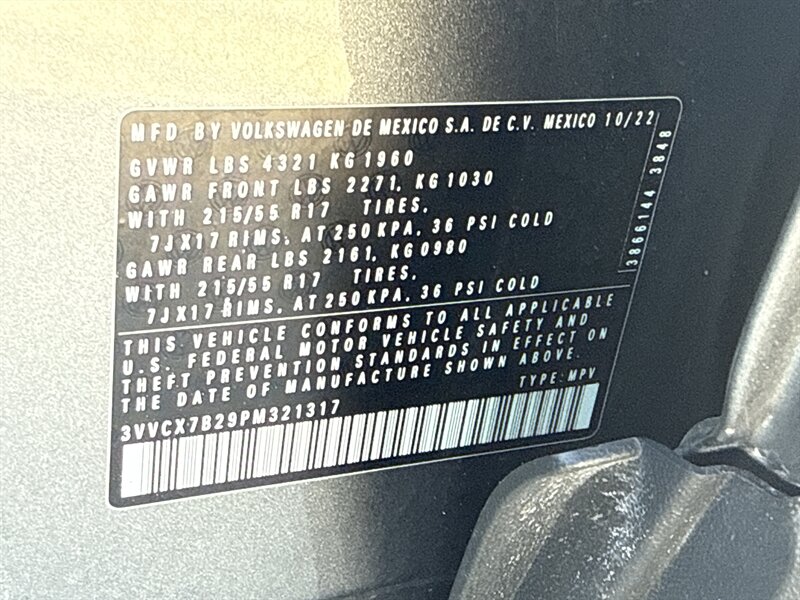 MFD BY VOLKSWAGEN DE MEXICO S.A. DE C.V. MEXICO 10/22
GVWR LBS 4321 KG 1960
GAWR FRONT LBS 2271, KG 1030
WITH 215/55 R17 TIRES,
7JX17 RIMS, AT 250 KPA, 36 PSI COLD
GAWR REAR LBS 2161, KG 0980
WITH 215/55 R17 TIRES,
7JX17 RIMS, AT 250 KPA, 36 PSI COLD
3866144 3848
THIS VEHICLE CONFORMS TO ALL APPLICABLE
U.S. FEDERAL MOTOR VEHICLE SAFETY AND
THEFT PREVENTION STANDARDS IN EFFECT ON
THE DATE OF MANUFACTURE SHOWN ABOVE.
TYPE: MPV
3VVCX7B29PM321317